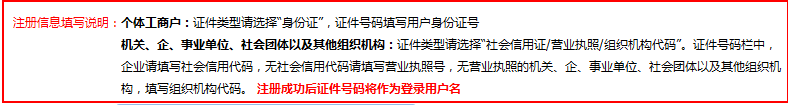 注册信息填写说明：个体工商户：证件类型请选择“身份证”，证件号码填写用户身份证号
机关、企、事业单位、社会团体以及其他组织机构：证件类型请选择“社会信用证/营业执照/组织机构代码”。证件号码栏中，
企业请填写社会信用代码，无社会信用代码请填写营业执照号，无营业执照的机关、企、事业单位、社会团体以及其他组织机
构，填写组织机构代码。 注册成功后证件号码将作为登录用户名